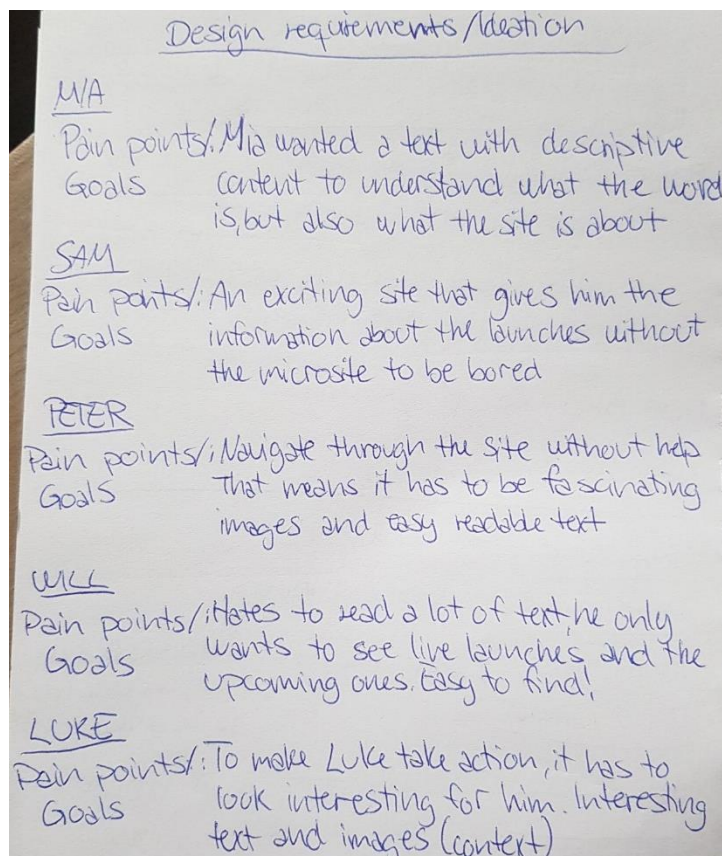 Design requirements/Ideation
MIA
Pain points/: Mia wanted a text with descriptive
Goals content to understand what the word
is, but also what the site is about
SAM
Pain points/: An exciting site that gives him the
Goals information about the launches without
the microsite to be bored
PETER
Pain points/: Navigate through the site without help
Goals That means it has to be fascinating
images and easy readable text
WILL
Pain points/: Hates to read a lot of text, he only
Goals wants to see live launches and the
upcoming ones. Easy to find!
LUKE
Pain points/: To make Luke take action, it has to
Goals look interesting for him. Interesting
text and images (context)